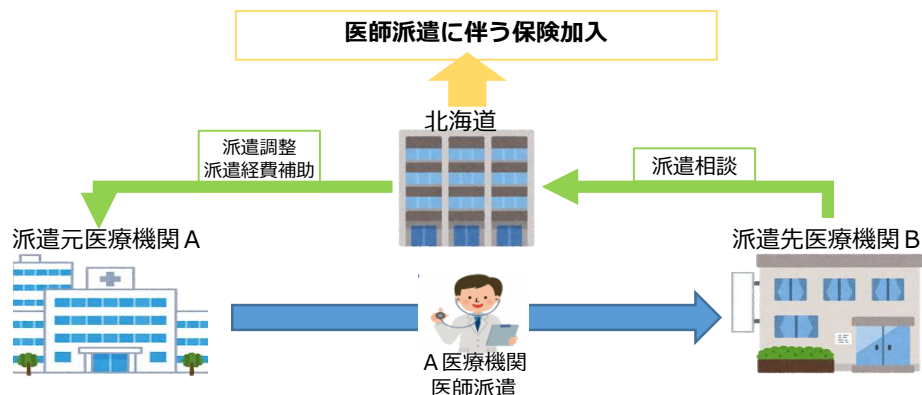 医師派遣に伴う保険加入
北海道
派遣調整
派遣経費補助
派遣相談
派遣元医療機関A
派遣先医療機関B
A医療機関
医師派遣